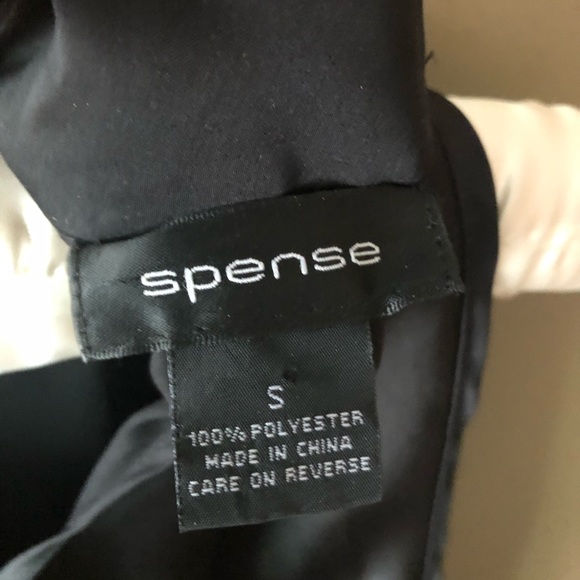 spense
S
100% POLYESTER
MADE IN CHINA
CARE ON REVERSE